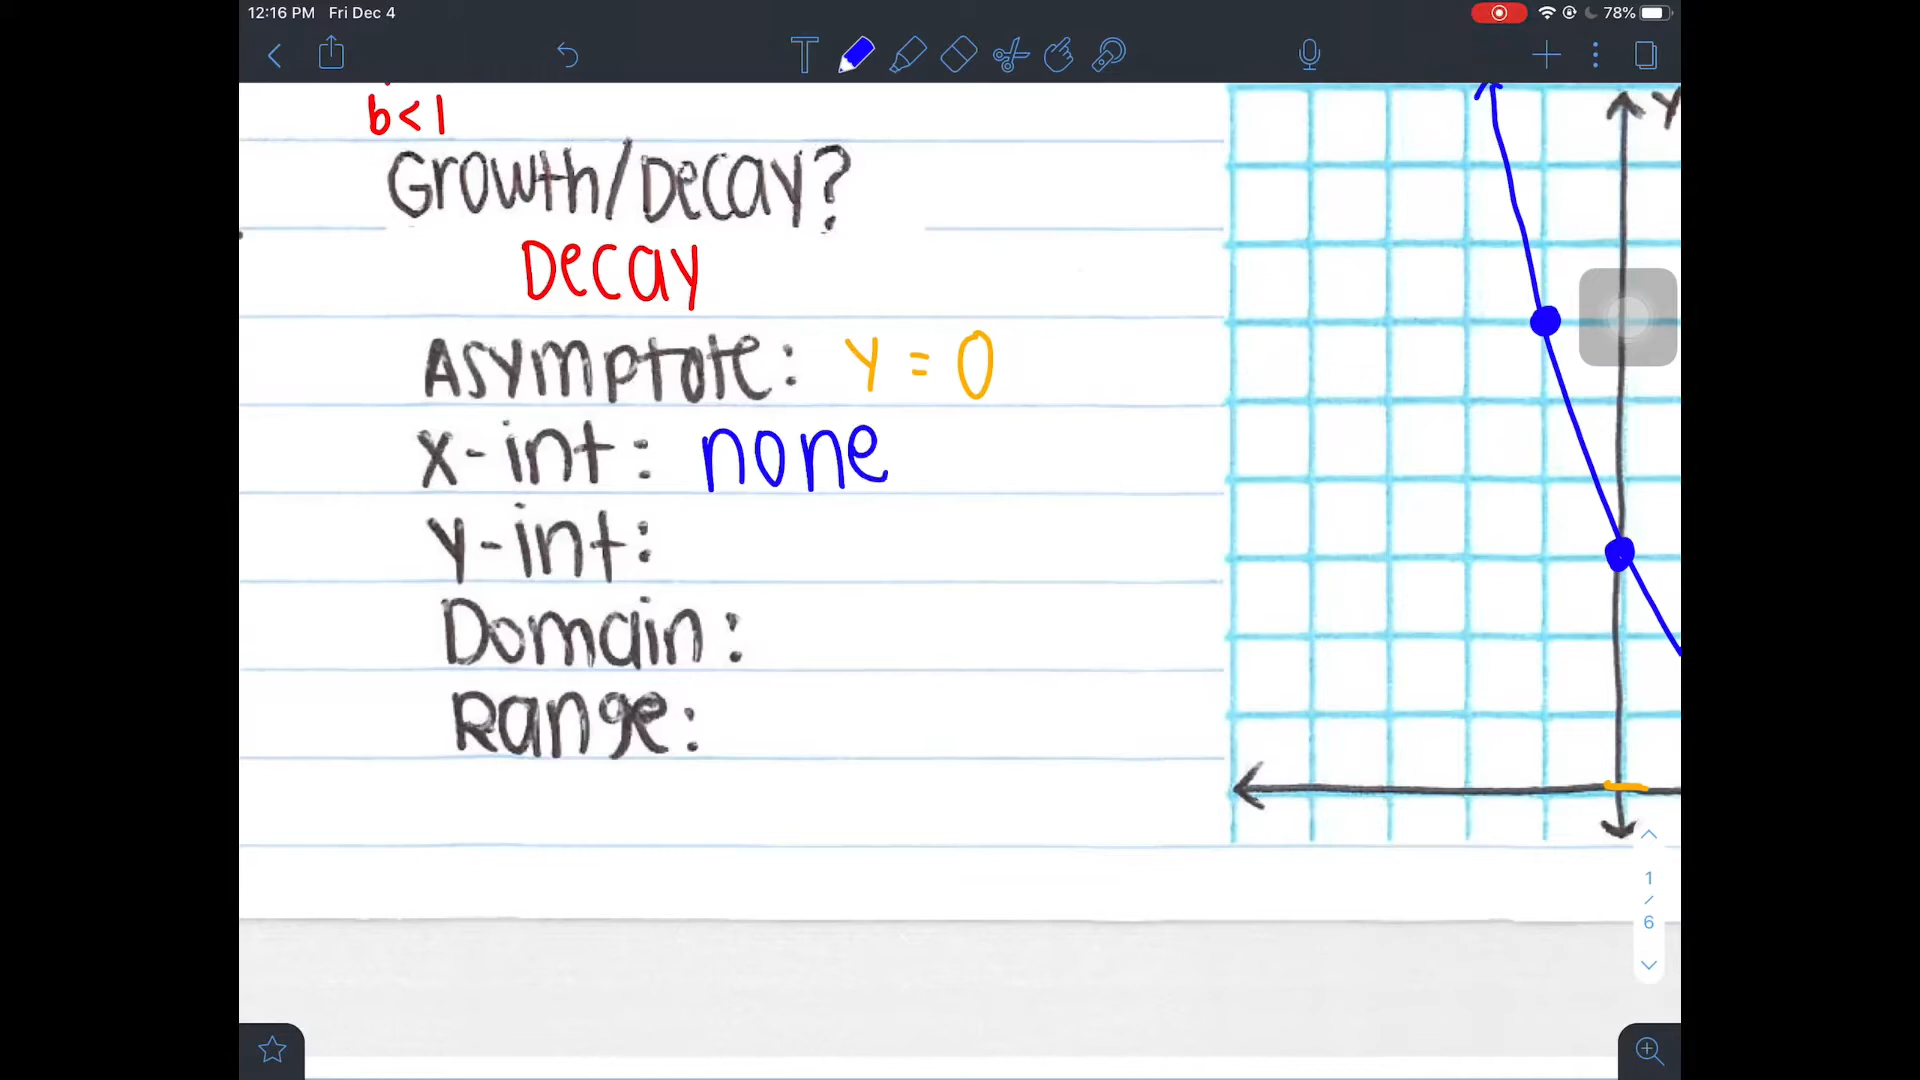 12:16 PM Fri Dec 4
78%
T
b < 1
Y
Growth/Decay?
Decay
Asymptote: y = 0
x-int: none
y-int:
Domain:
Range:
1
/
6